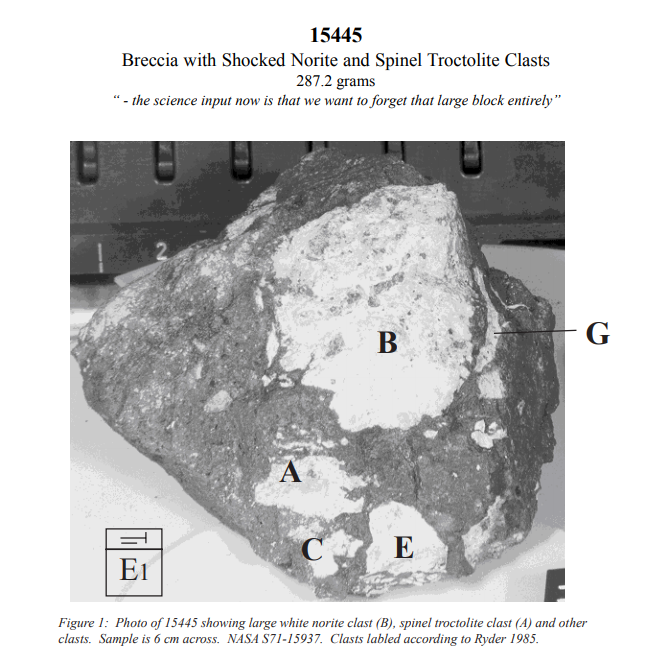 15445
Breccia with Shocked Norite and Spinel Troctolite Clasts
287.2 grams
“ - the science input now is that we want to forget that large block entirely”
1 2
B
G
A
C
E
E1
Figure 1: Photo of 15445 showing large white norite clast (B), spinel troctolite clast (A) and other
clasts. Sample is 6 cm across. NASA S71-15937. Clasts labled according to Ryder 1985.